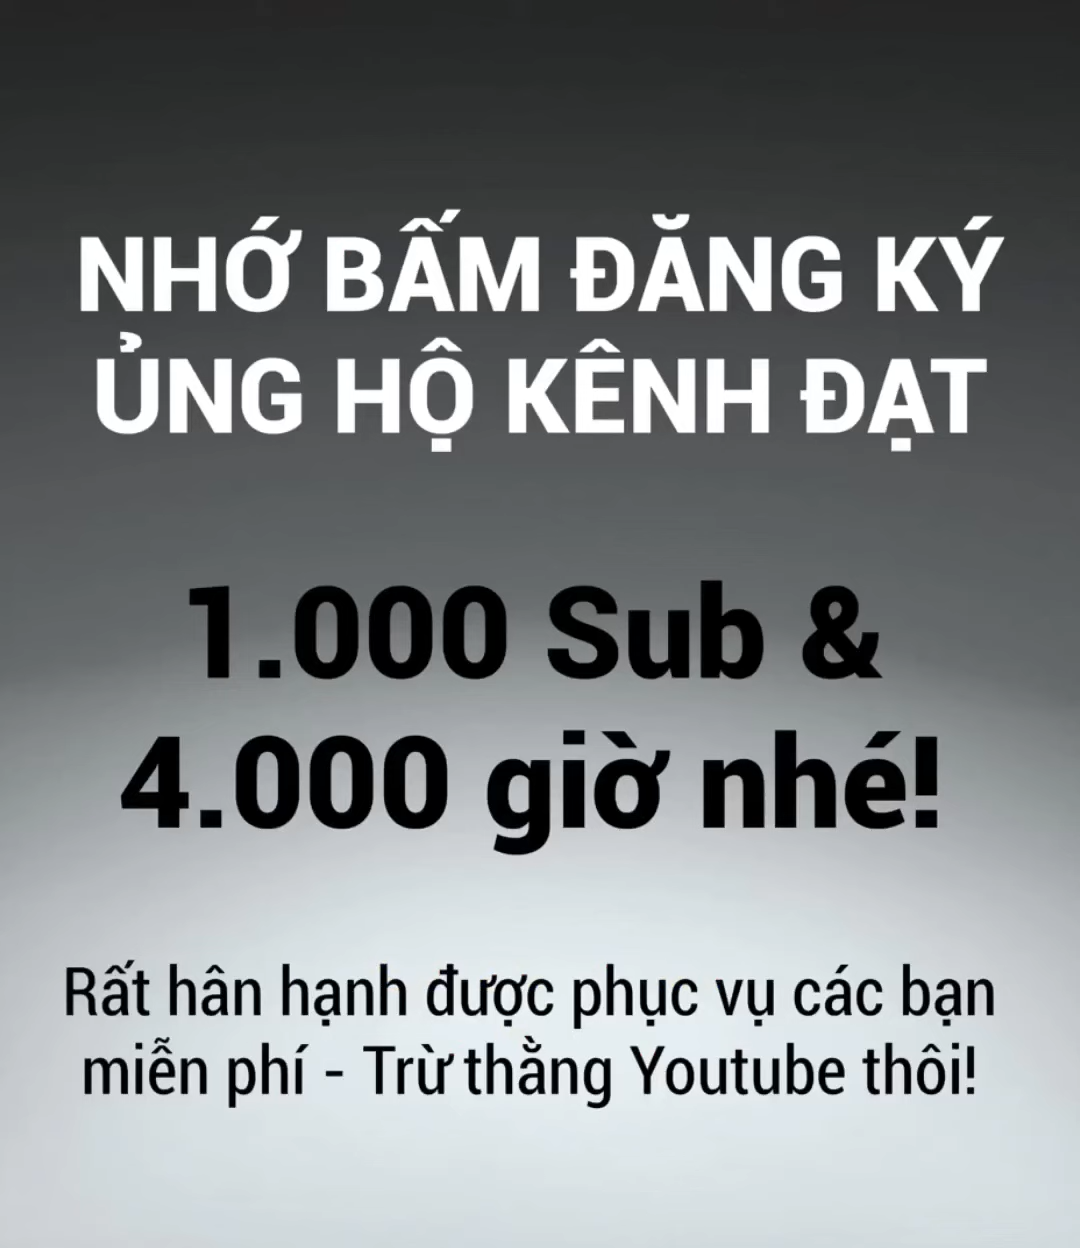 NHỚ BẤM ĐĂNG KÝ
ỦNG HỘ KÊNH ĐẠT
1.000 Sub &
4.000 giờ nhé!
Rất hân hạnh được phục vụ các bạn
miễn phí - Trừ thằng Youtube thôi!